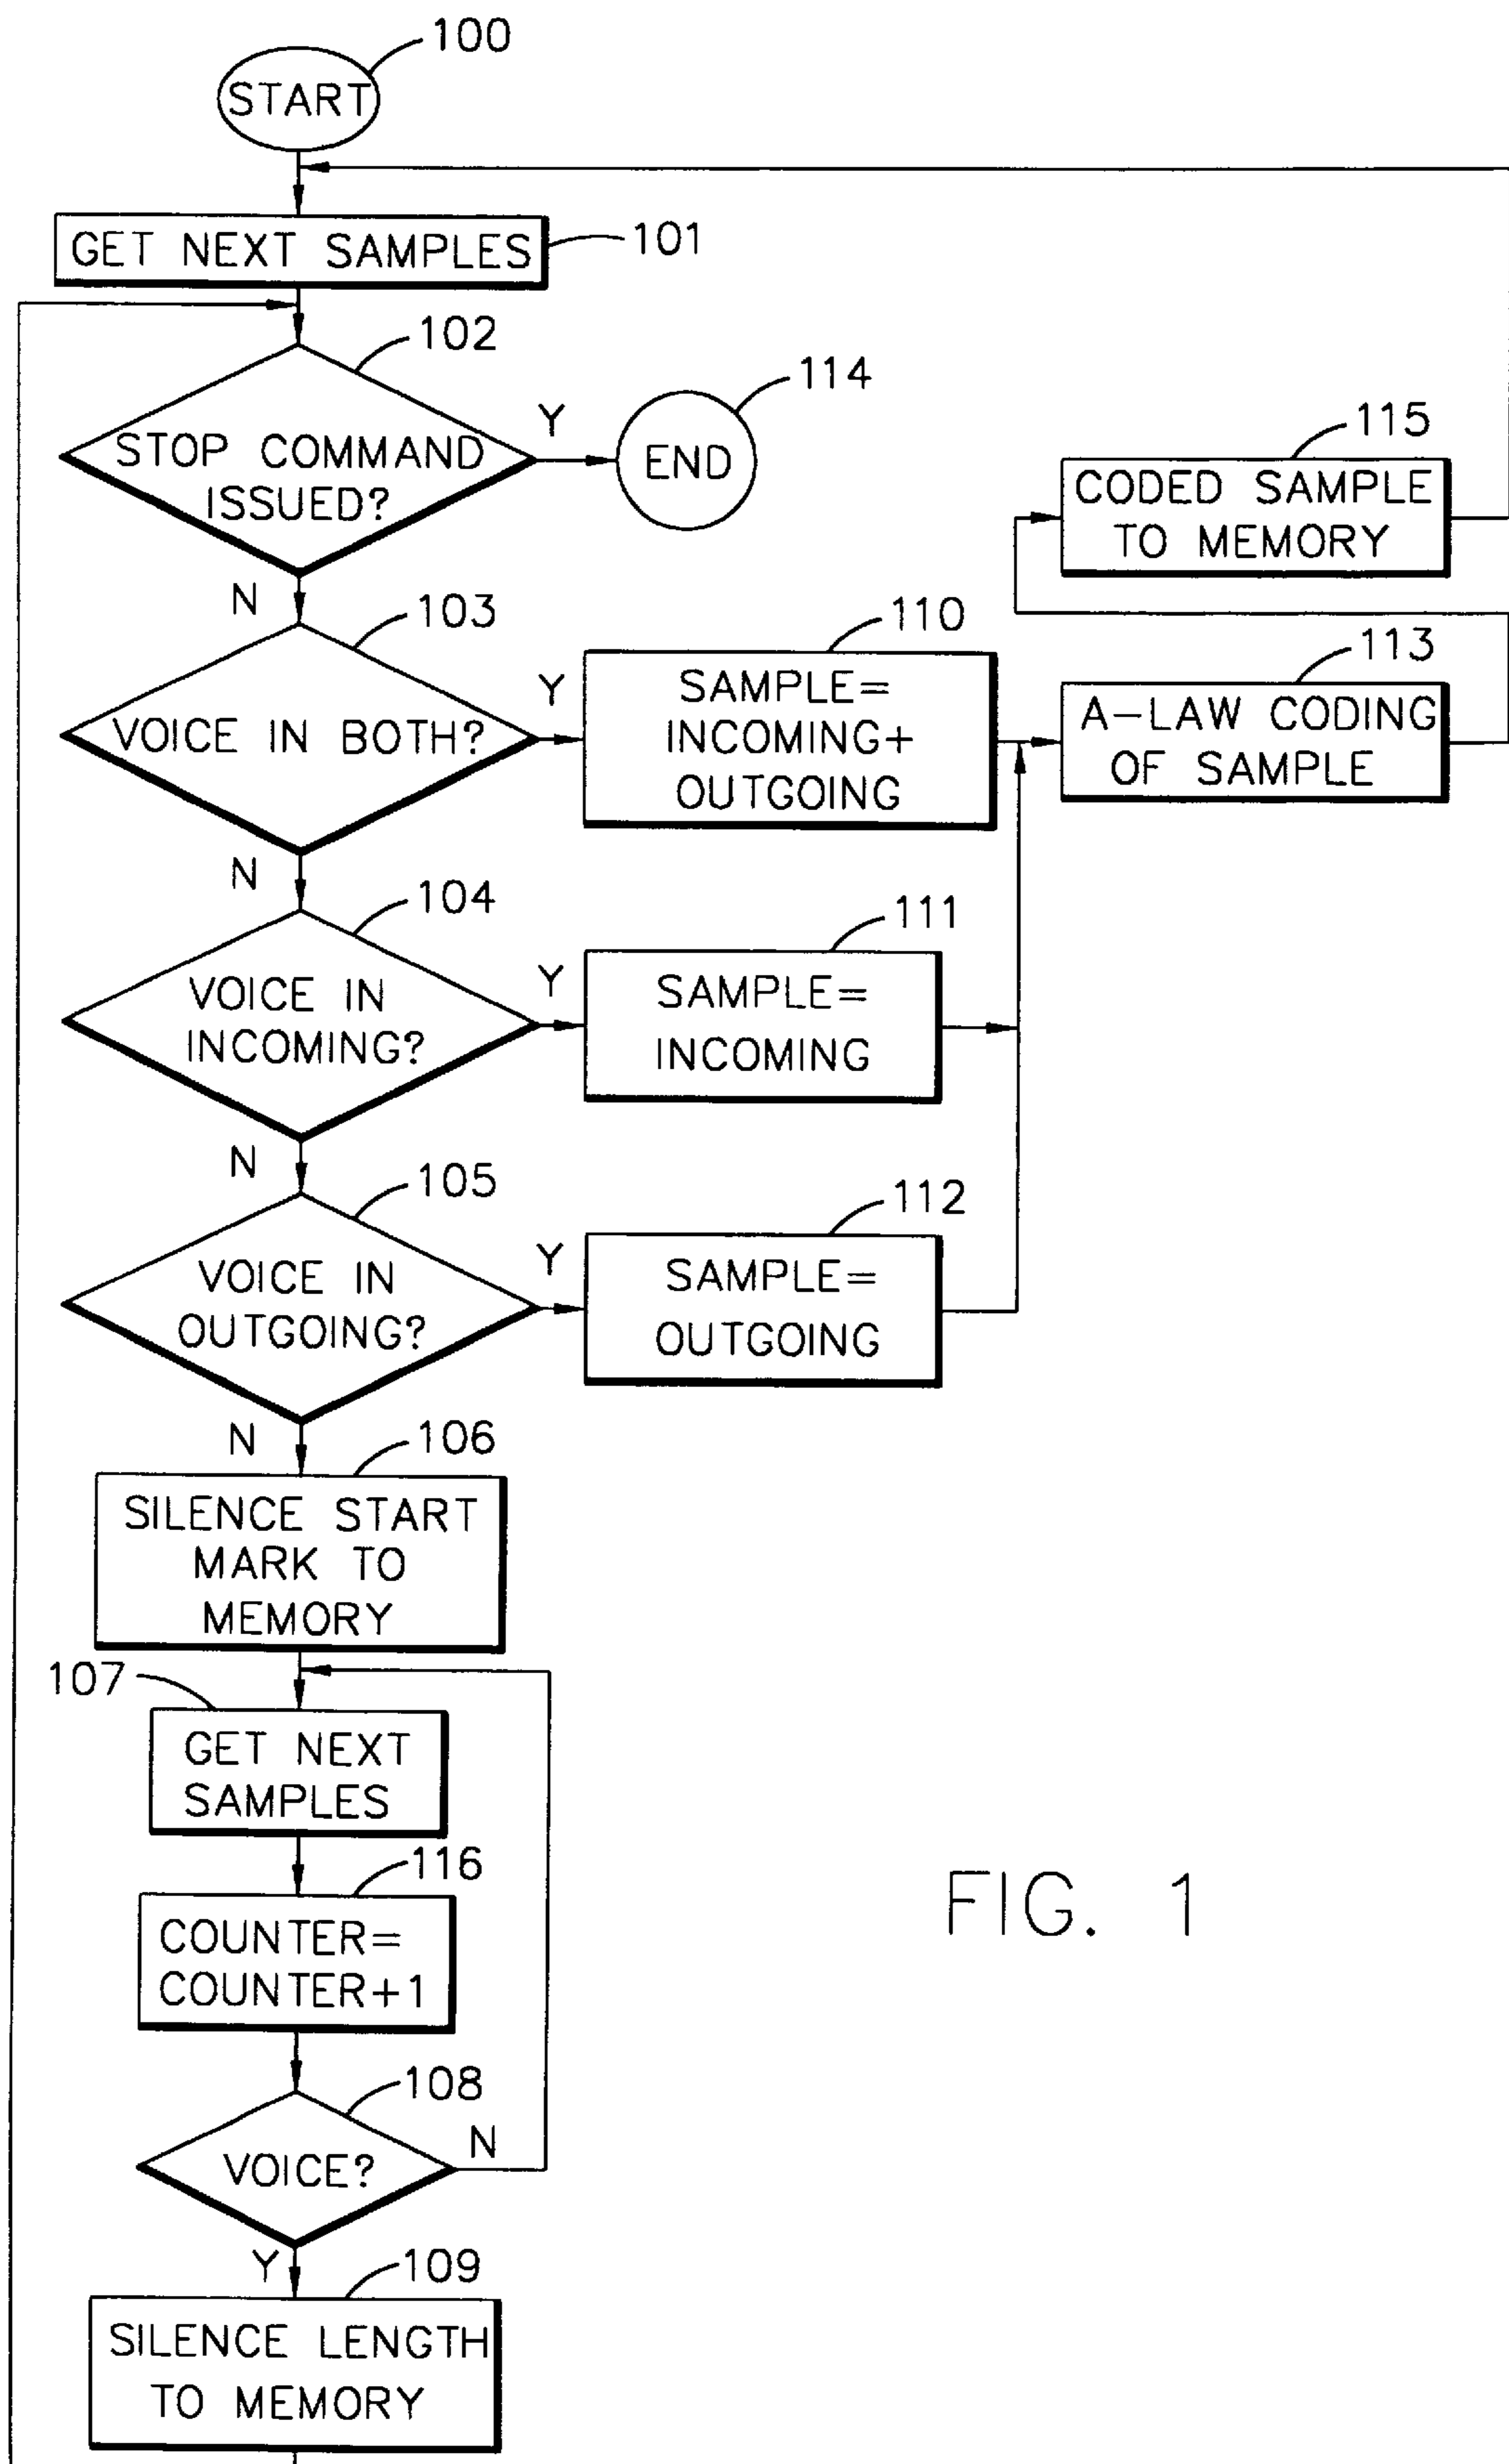 100
START
GET NEXT SAMPLES
101
102
STOP COMMAND
ISSUED?
Y
END
114
N
103
VOICE IN BOTH?
Y
110
SAMPLE=
INCOMING+
OUTGOING
115
CODED SAMPLE
TO MEMORY
113
A-LAW CODING
OF SAMPLE
N
104
VOICE IN
INCOMING?
Y
111
SAMPLE=
INCOMING
N
105
VOICE IN
OUTGOING?
Y
112
SAMPLE=
OUTGOING
N
106
SILENCE START
MARK TO
MEMORY
107
GET NEXT
SAMPLES
116
COUNTER=
COUNTER+1
108
VOICE?
N
Y
109
SILENCE LENGTH
TO MEMORY
FIG. 1